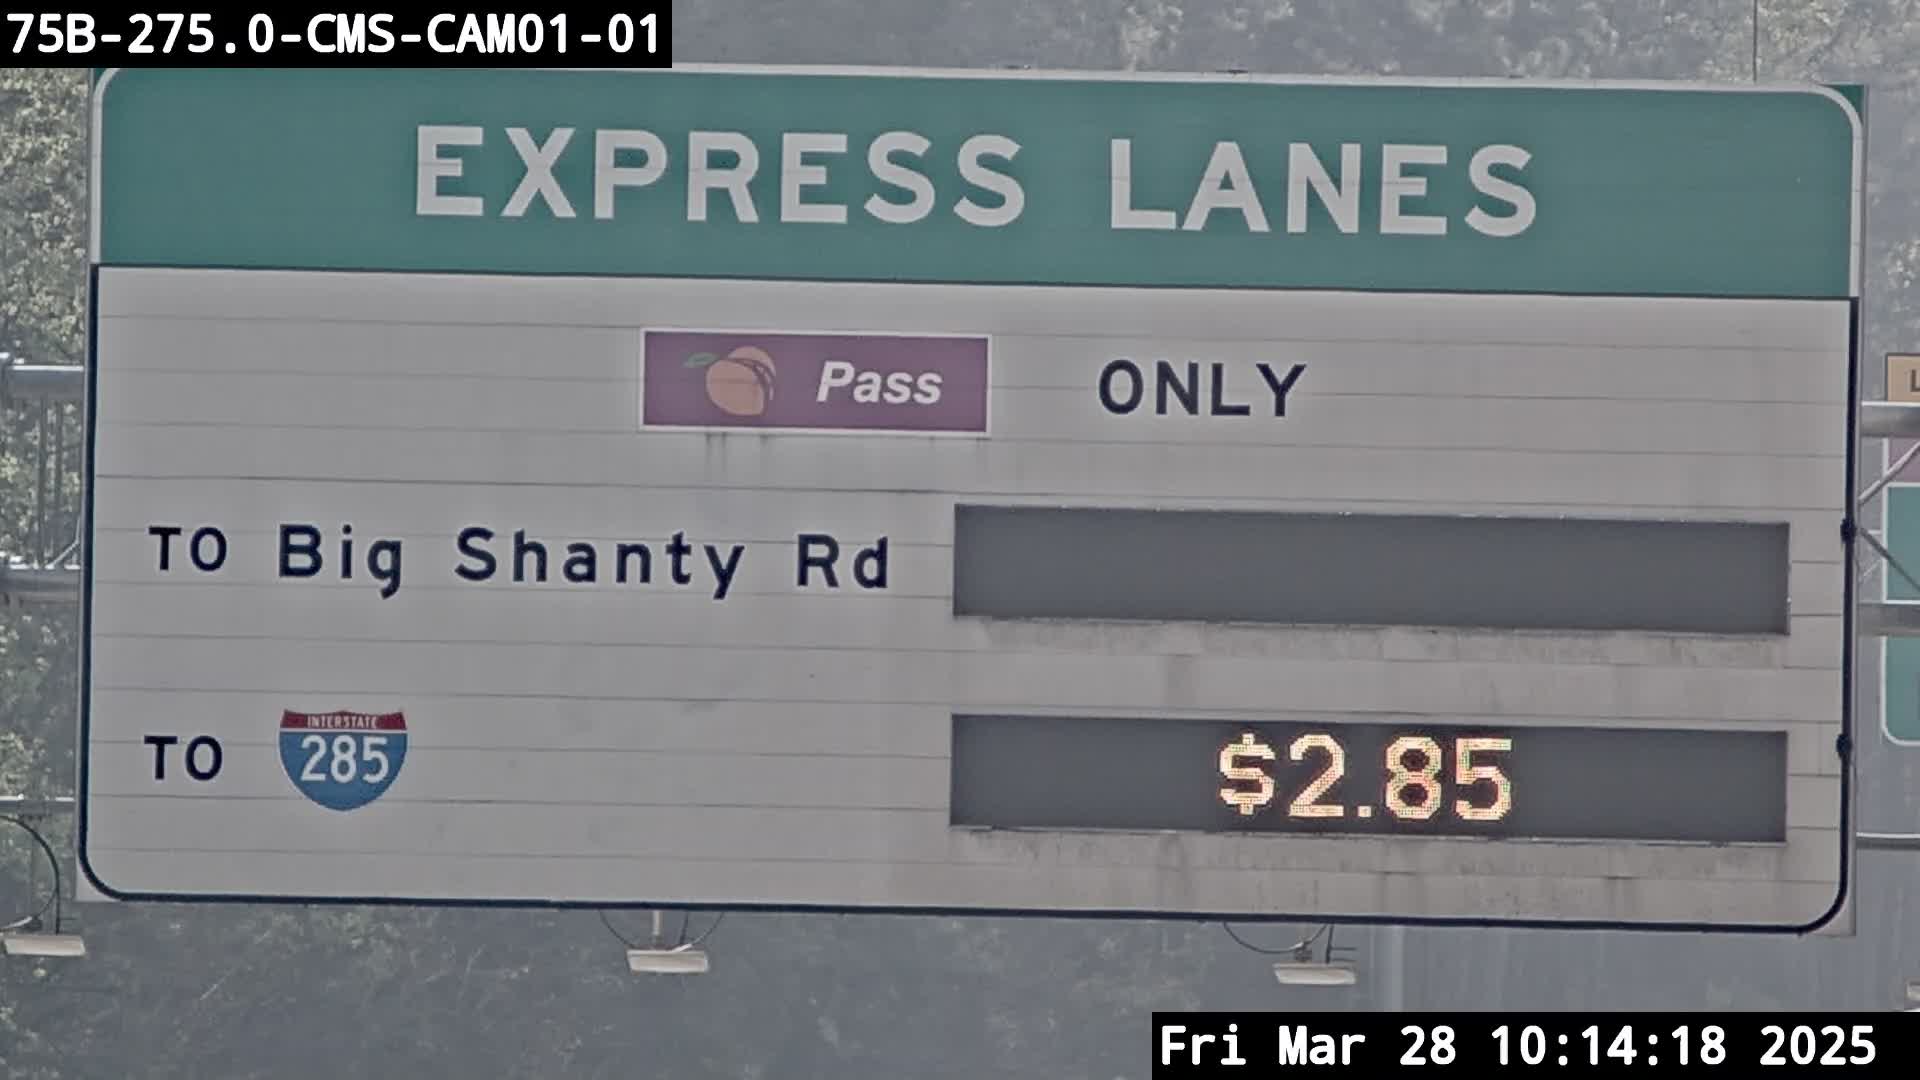 75B-275.0-CMS-CAM01-01
EXPRESS LANES
Pass ONLY
TO Big Shanty Rd
TO INTERSTATE 285 $2.85
Fri Mar 28 10:14:18 2025